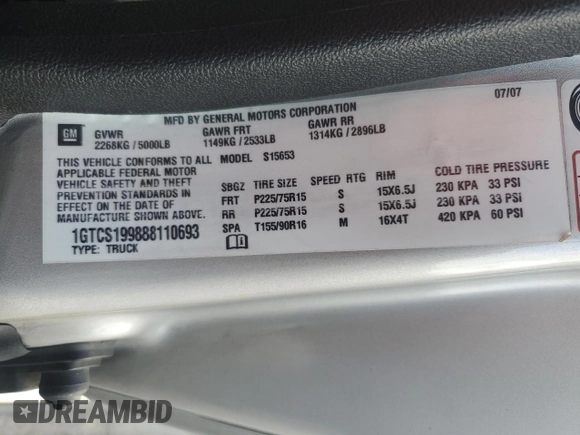 MFD BY GENERAL MOTORS CORPORATION 07/07
GM GVWR GAWR FRT GAWR RR
2268KG / 5000LB 1149KG / 2533LB 1314KG / 2896LB
THIS VEHICLE CONFORMS TO ALL MODEL S15653
APPLICABLE FEDERAL MOTOR
VEHICLE SAFETY AND THEFT
PREVENTION STANDARDS IN
EFFECT ON THE DATE OF
MANUFACTURE SHOWN ABOVE.
1GTCS199888110693
TYPE: TRUCK
SBGZ TIRE SIZE SPEED RTG RIM COLD TIRE PRESSURE
FRT P225/75R15 S 15X6.5J 230 KPA 33 PSI
RR P225/75R15 S 15X6.5J 230 KPA 33 PSI
SPA T155/90R16 M 16X4T 420 KPA 60 PSI
DREAMBID